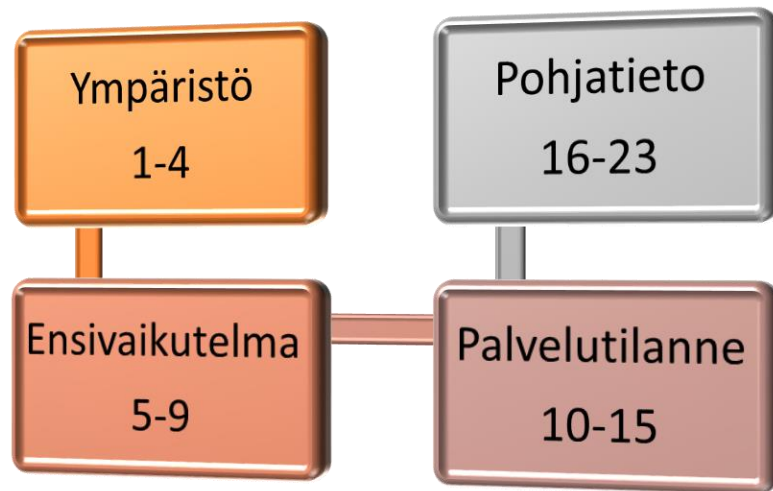 Ympäristö
1-4
Ensivaikutelma
5-9
Palvelutilanne
10-15
Pohjatieto
16-23